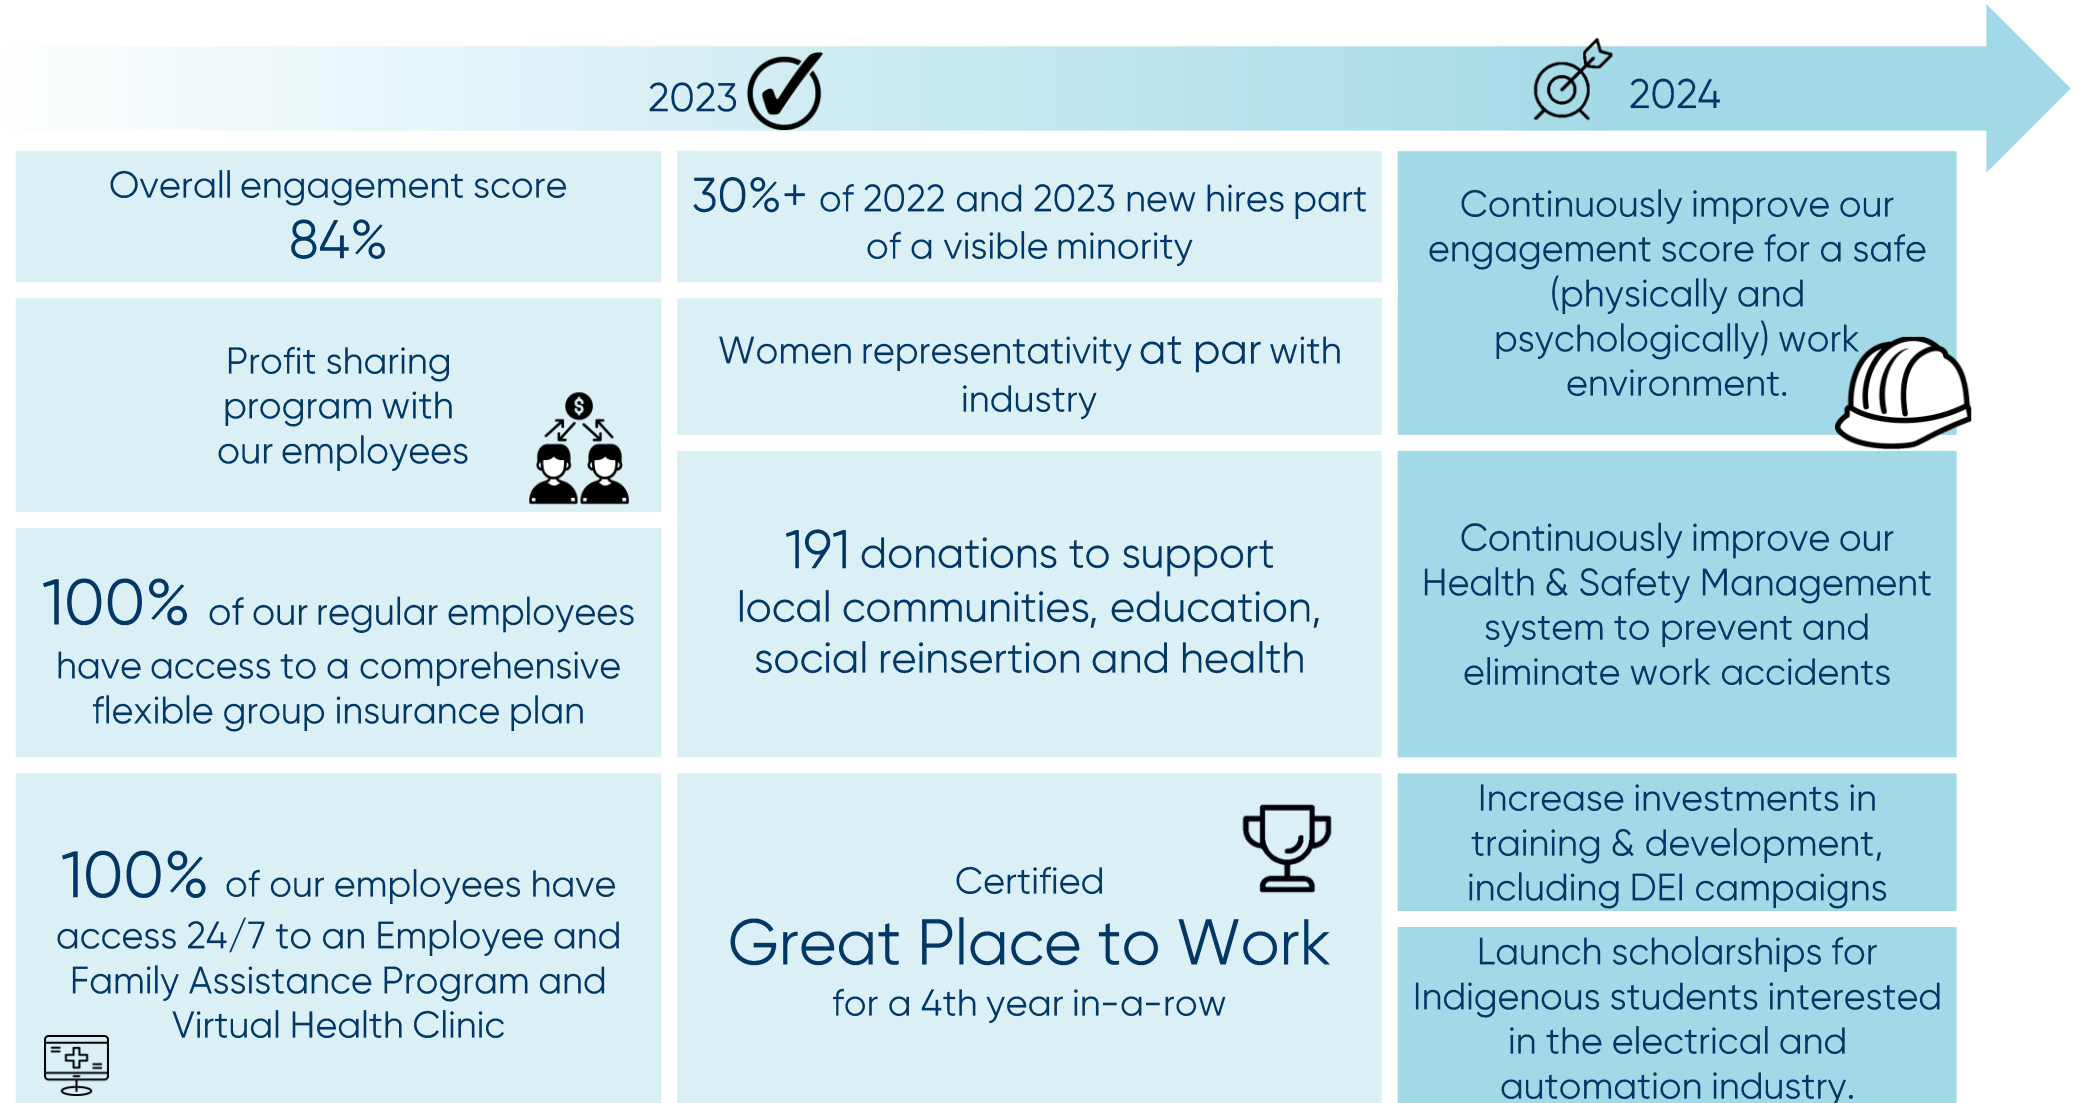 2023
2024
Overall engagement score
84%
Profit sharing
program with
our employees
$
100% of our regular employees
have access to a comprehensive
flexible group insurance plan
100% of our employees have
access 24/7 to an Employee and
Family Assistance Program and
Virtual Health Clinic
30%+ of 2022 and 2023 new hires part
of a visible minority
Women representativity at par with
industry
191 donations to support
local communities, education,
social reinsertion and health
Certified
Great Place to Work
for a 4th year in-a-row
Continuously improve our
engagement score for a safe
(physically and
psychologically) work
environment.
Continuously improve our
Health & Safety Management
system to prevent and
eliminate work accidents
Increase investments in
training & development,
including DEI campaigns
Launch scholarships for
Indigenous students interested
in the electrical and
automation industry.